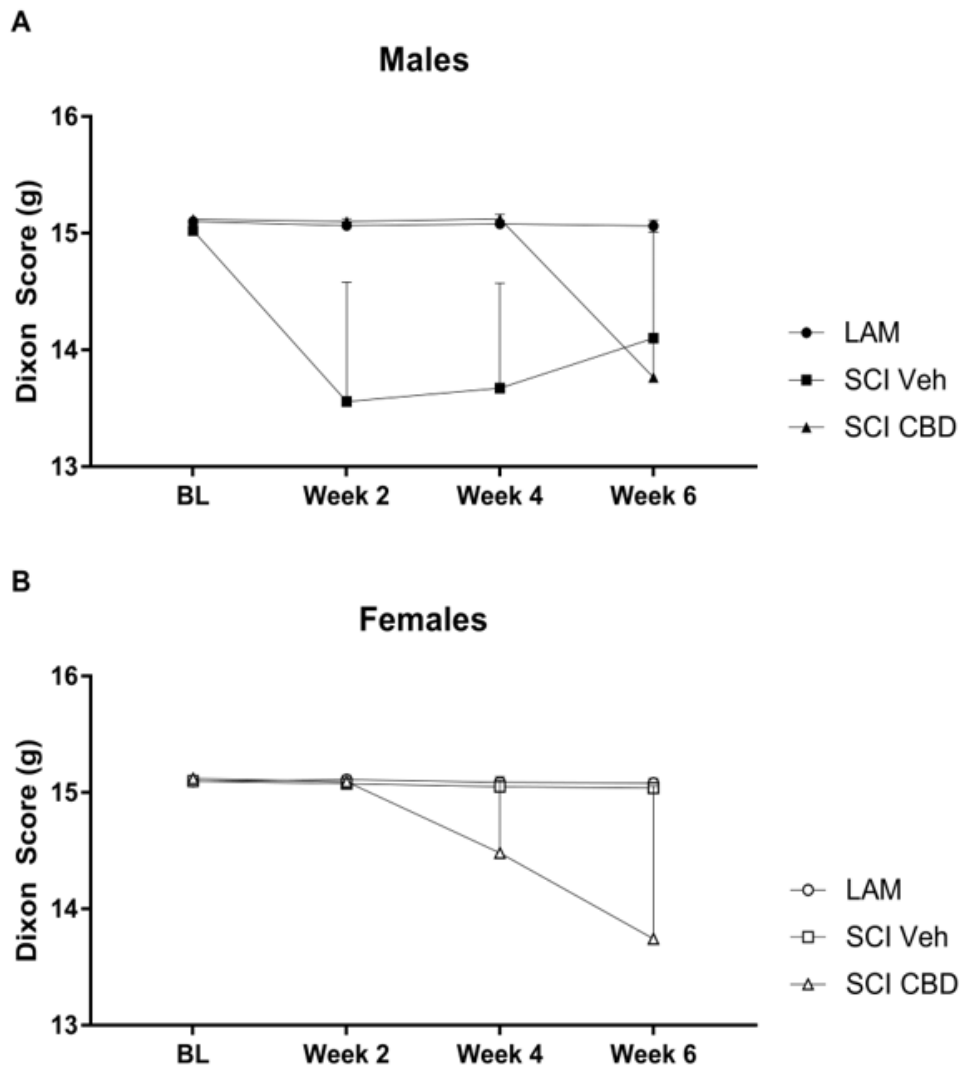 A
Males
16
15
14
13
Dixon Score (g)
BL
Week 2
Week 4
Week 6
LAM
SCI Veh
SCI CBD
B
Females
16
15
14
13
Dixon Score (g)
BL
Week 2
Week 4
Week 6
LAM
SCI Veh
SCI CBD